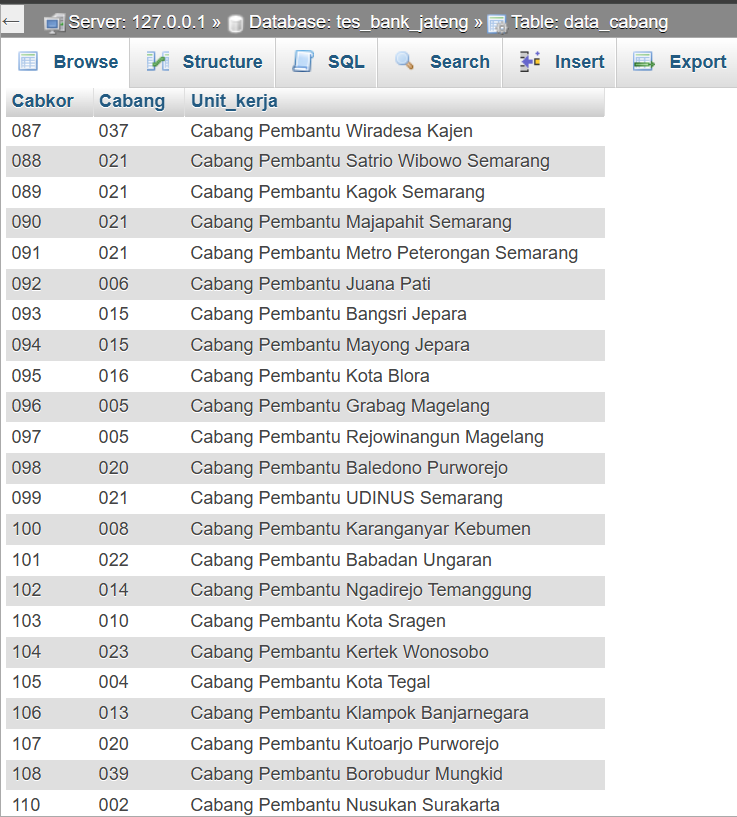 ← Server: 127.0.0.1 » Database: tes_bank_jateng » Table: data_cabang
Browse Structure SQL Search Insert Export
Cabkor Cabang Unit_kerja
087 037 Cabang Pembantu Wiradesa Kajen
088 021 Cabang Pembantu Satrio Wibowo Semarang
089 021 Cabang Pembantu Kagok Semarang
090 021 Cabang Pembantu Majapahit Semarang
091 021 Cabang Pembantu Metro Peterongan Semarang
092 006 Cabang Pembantu Juana Pati
093 015 Cabang Pembantu Bangsri Jepara
094 015 Cabang Pembantu Mayong Jepara
095 016 Cabang Pembantu Kota Blora
096 005 Cabang Pembantu Grabag Magelang
097 005 Cabang Pembantu Rejowinangun Magelang
098 020 Cabang Pembantu Baledono Purworejo
099 021 Cabang Pembantu UDINUS Semarang
100 008 Cabang Pembantu Karanganyar Kebumen
101 022 Cabang Pembantu Babadan Ungaran
102 014 Cabang Pembantu Ngadirejo Temanggung
103 010 Cabang Pembantu Kota Sragen
104 023 Cabang Pembantu Kertek Wonosobo
105 004 Cabang Pembantu Kota Tegal
106 013 Cabang Pembantu Klampok Banjarnegara
107 020 Cabang Pembantu Kutoarjo Purworejo
108 039 Cabang Pembantu Borobudur Mungkid
110 002 Cabang Pembantu Nusukan Surakarta